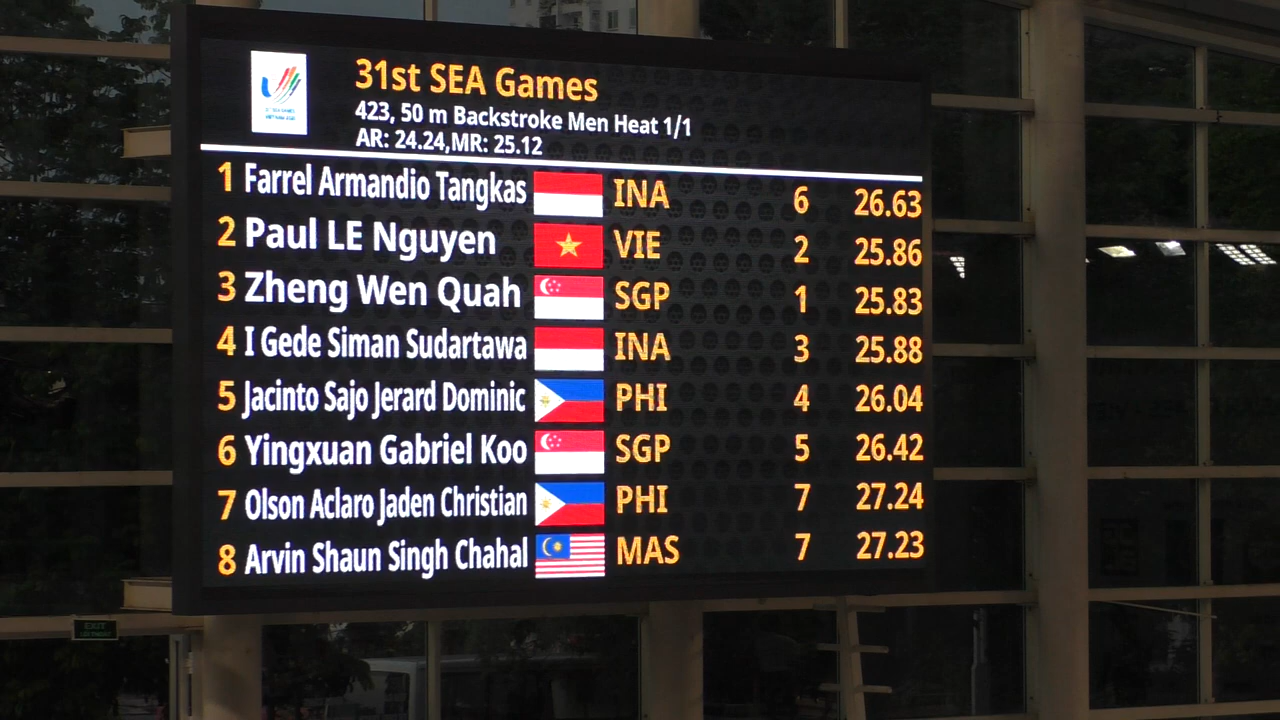 31st SEA Games
423, 50 m Backstroke Men Heat 1/1
AR: 24.24,MR: 25.12
1 Farrel Armandio Tangkas INA 6 26.63
2 Paul LE Nguyen VIE 2 25.86
3 Zheng Wen Quah SGP 1 25.83
4 I Gede Siman Sudartawa INA 3 25.88
5 Jacinto Sajo Jerard Dominic PHI 4 26.04
6 Yingxuan Gabriel Koo SGP 5 26.42
7 Olson Aclaro Jaden Christian PHI 7 27.24
8 Arvin Shaun Singh Chahal MAS 7 27.23
EXIT